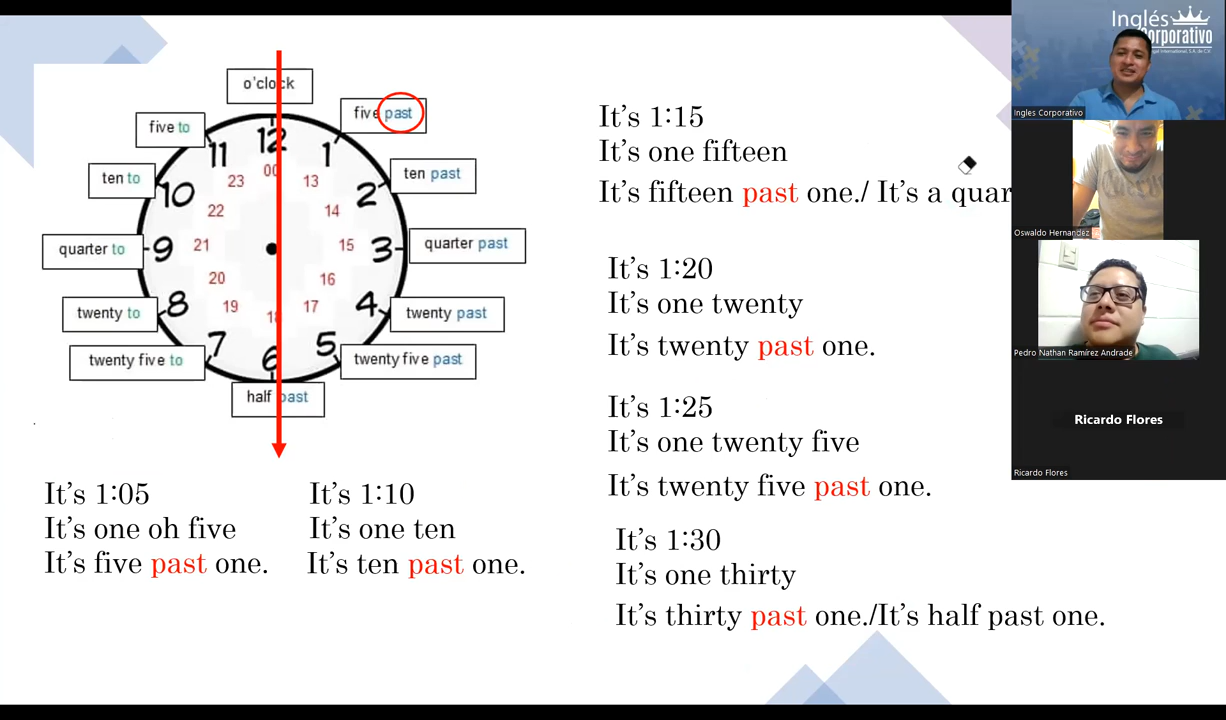 o'clock
five past
ten past
quarter past
twenty past
twenty five past
half past
twenty five to
twenty to
quarter to
ten to
five to
12
1
2
3
4
5
6
7
8
9
10
11
00
13
14
15
16
17
19
20
21
22
23
It's 1:05
It's one oh five
It's five past one.
It's 1:10
It's one ten
It's ten past one.
It's 1:15
It's one fifteen
It's fifteen past one./ It's a quar
It's 1:20
It's one twenty
It's twenty past one.
It's 1:25
It's one twenty five
It's twenty five past one.
It's 1:30
It's one thirty
It's thirty past one./It's half past one.
Inglés
Corporativo
Ingles Corporativo
Oswaldo Hernandez
Pedro Nathan Ramírez Andrade
Ricardo Flores
Ricardo Flores